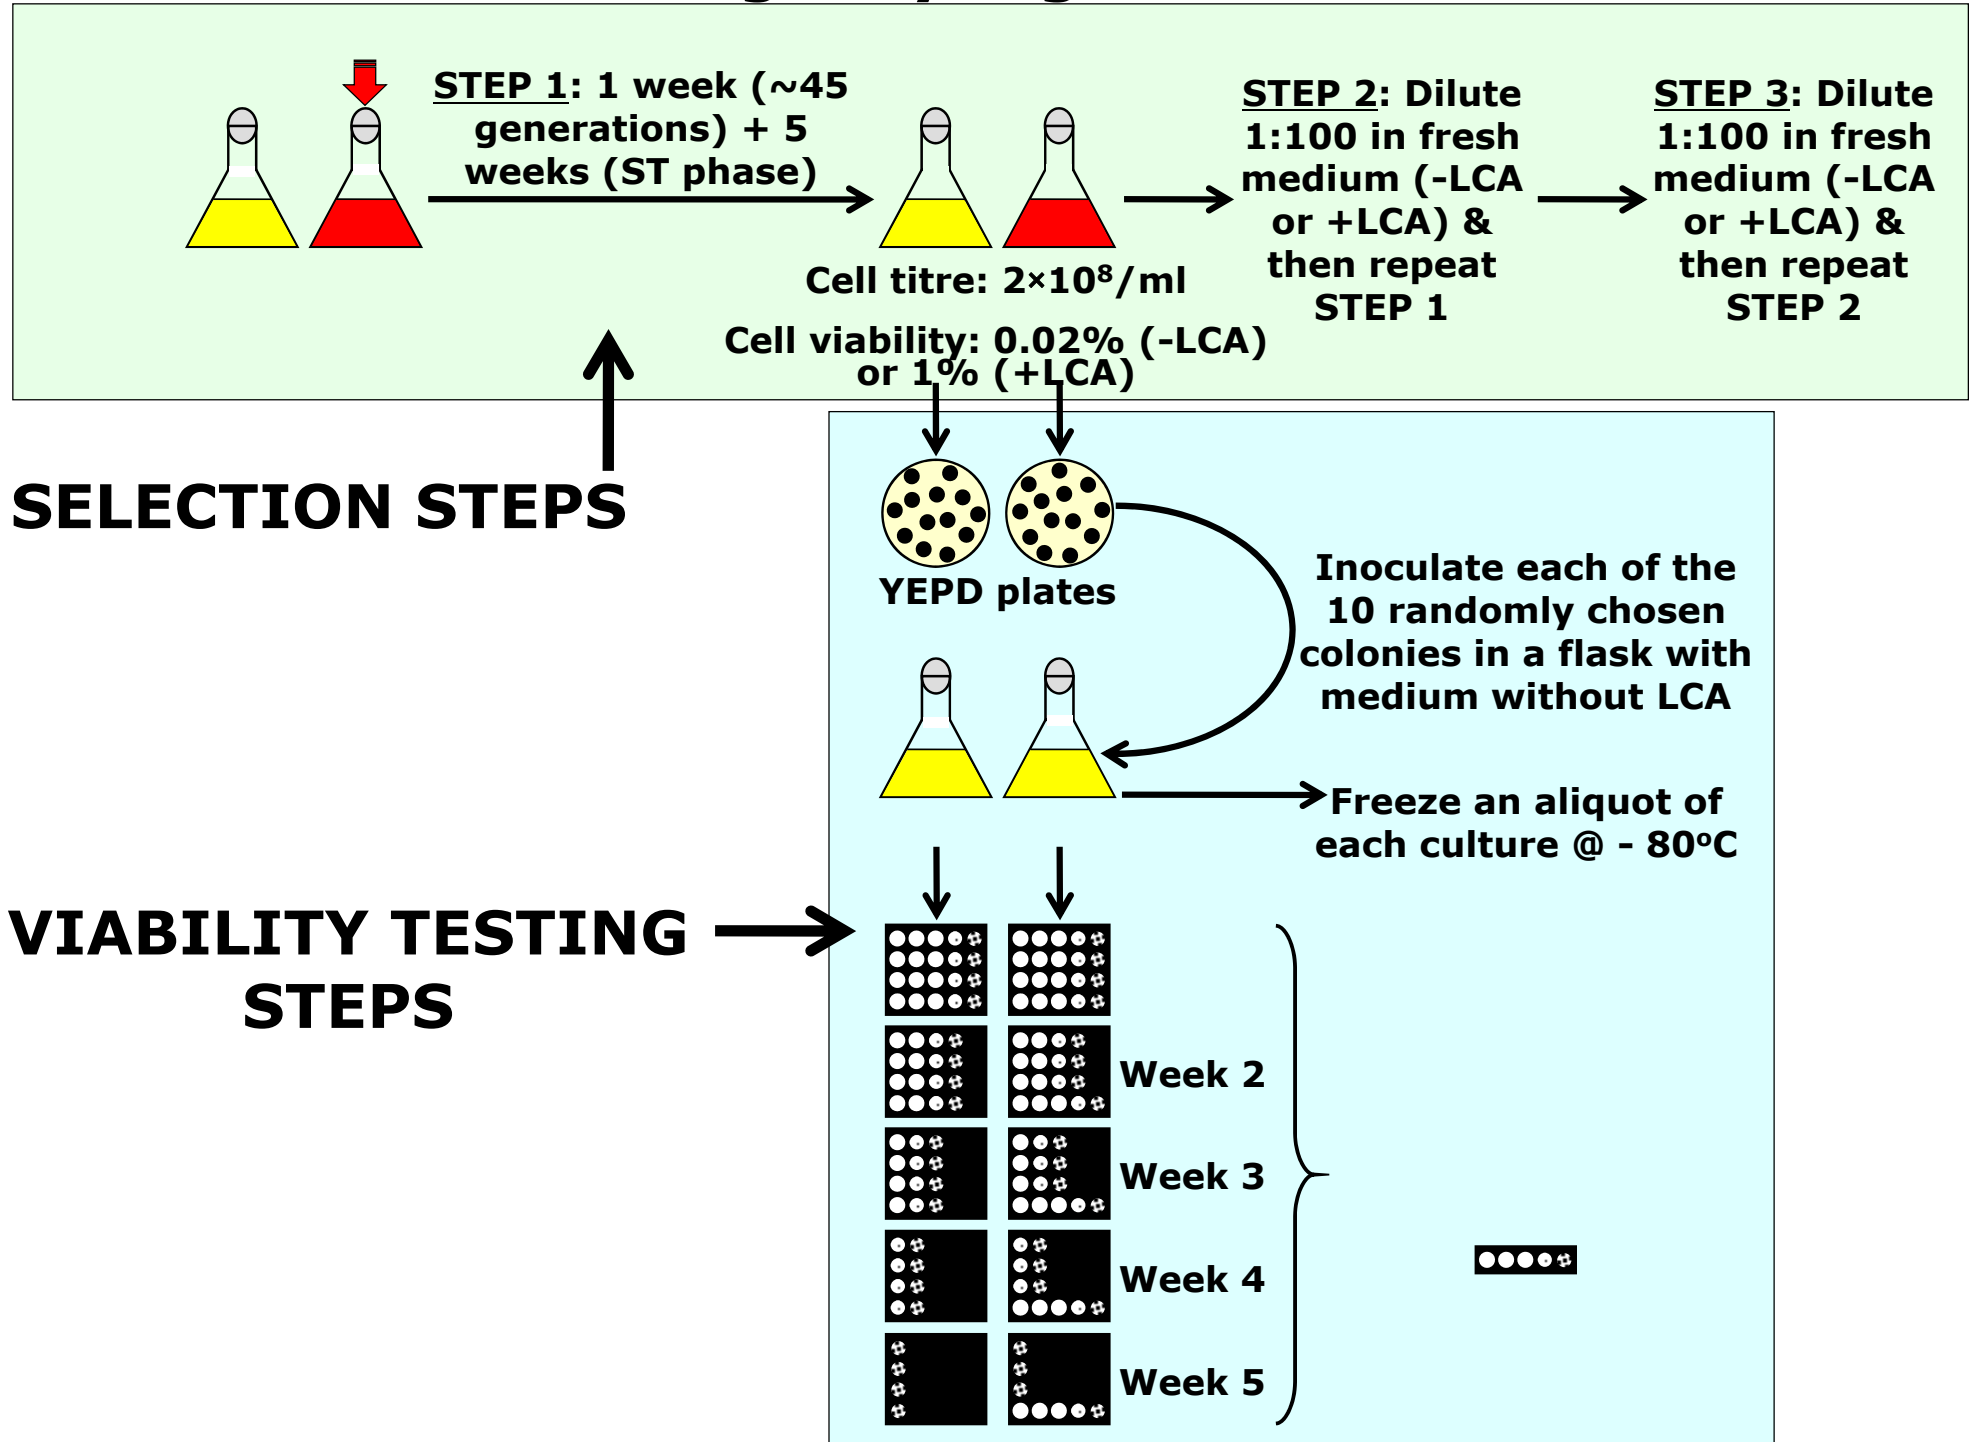 STEP 1: 1 week (~45
generations) + 5
weeks (ST phase)
STEP 2: Dilute
1:100 in fresh
medium (-LCA
or +LCA) &
then repeat
STEP 1
STEP 3: Dilute
1:100 in fresh
medium (-LCA
or +LCA) &
then repeat
STEP 2
Cell titre: 2×10⁸/ml
Cell viability: 0.02% (-LCA)
or 1% (+LCA)
SELECTION STEPS
YEPD plates
Inoculate each of the
10 randomly chosen
colonies in a flask with
medium without LCA
Freeze an aliquot of
each culture @ - 80ºC
VIABILITY TESTING
STEPS
Week 2
Week 3
Week 4
Week 5